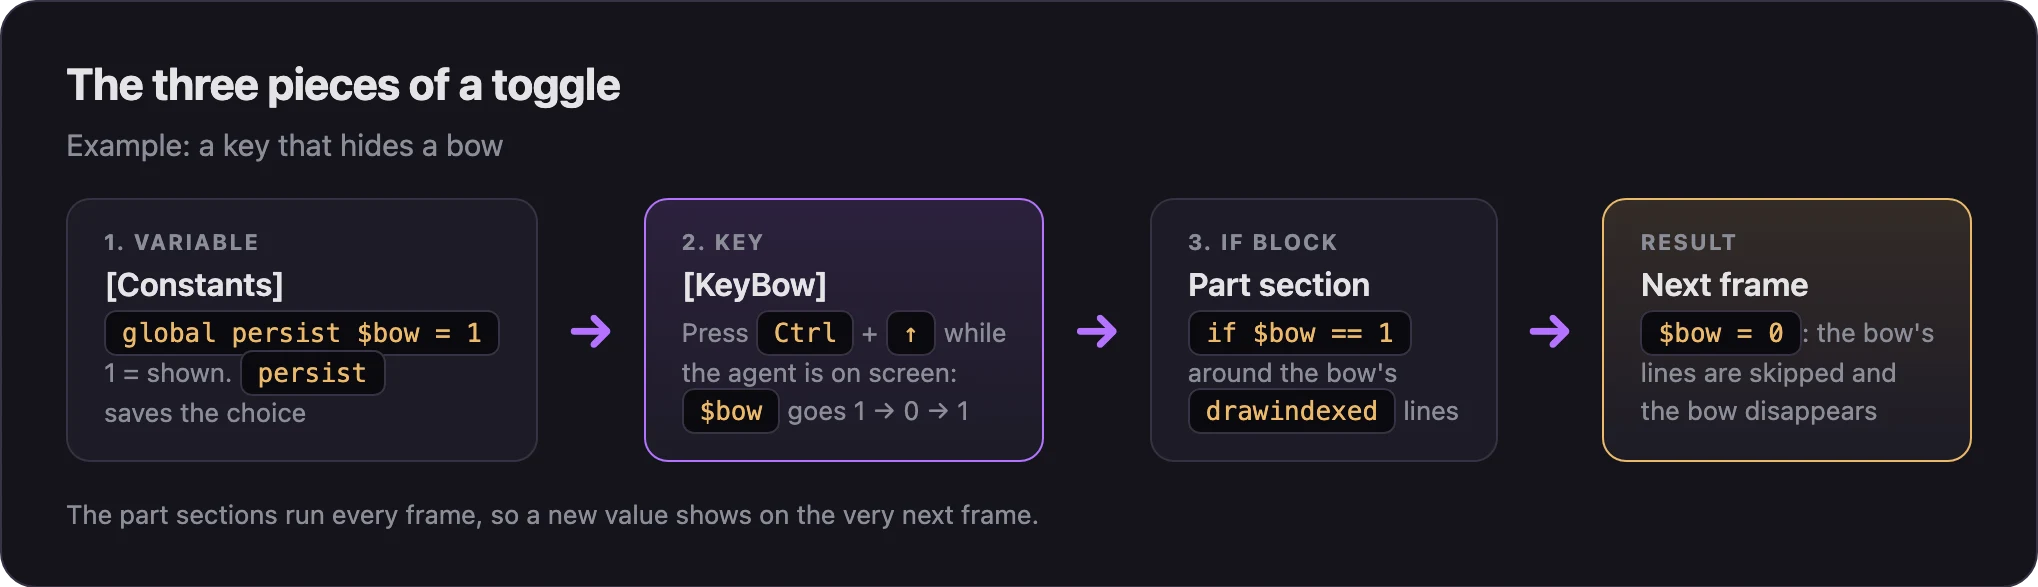 The three pieces of a toggle
Example: a key that hides a bow
1. VARIABLE
[Constants]
global persist $bow = 1
1 = shown. persist
saves the choice
2. KEY
[KeyBow]
Press Ctrl + ↑ while
the agent is on screen:
$bow goes 1 → 0 → 1
3. IF BLOCK
Part section
if $bow == 1
around the bow's
drawindexed lines
RESULT
Next frame
$bow = 0 : the bow's
lines are skipped and
the bow disappears
The part sections run every frame, so a new value shows on the very next frame.